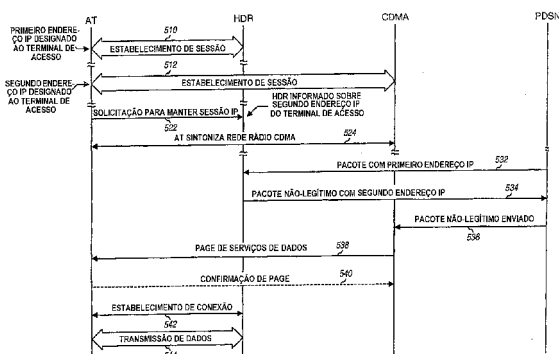 AT HDR CDMA PDSN
PRIMEIRO ENDERE-
ÇO IP DESIGNADO
AO TERMINAL DE
ACESSO
510
ESTABELECIMENTO DE SESSÃO
SEGUNDO ENDERE-
ÇO IP DESIGNADO
AO TERMINAL DE
ACESSO
512
ESTABELECIMENTO DE SESSÃO
SOLICITAÇÃO PARA MANTER SESSÃO IP
522
HDR INFORMADO SOBRE
SEGUNDO ENDEREÇO IP
DO TERMINAL DE ACESSO
524
AT SINTONIZA REDE RÁDIO CDMA
532
PACOTE COM PRIMEIRO ENDEREÇO IP
PACOTE NÃO-LEGÍTIMO COM SEGUNDO ENDEREÇO IP
534
PACOTE NÃO-LEGÍTIMO ENVIADO
536
PAGE DE SERVIÇOS DE DADOS
538
CONFIRMAÇÃO DE PAGE
540
ESTABELECIMENTO DE CONEXÃO
542
TRANSMISSÃO DE DADOS
544